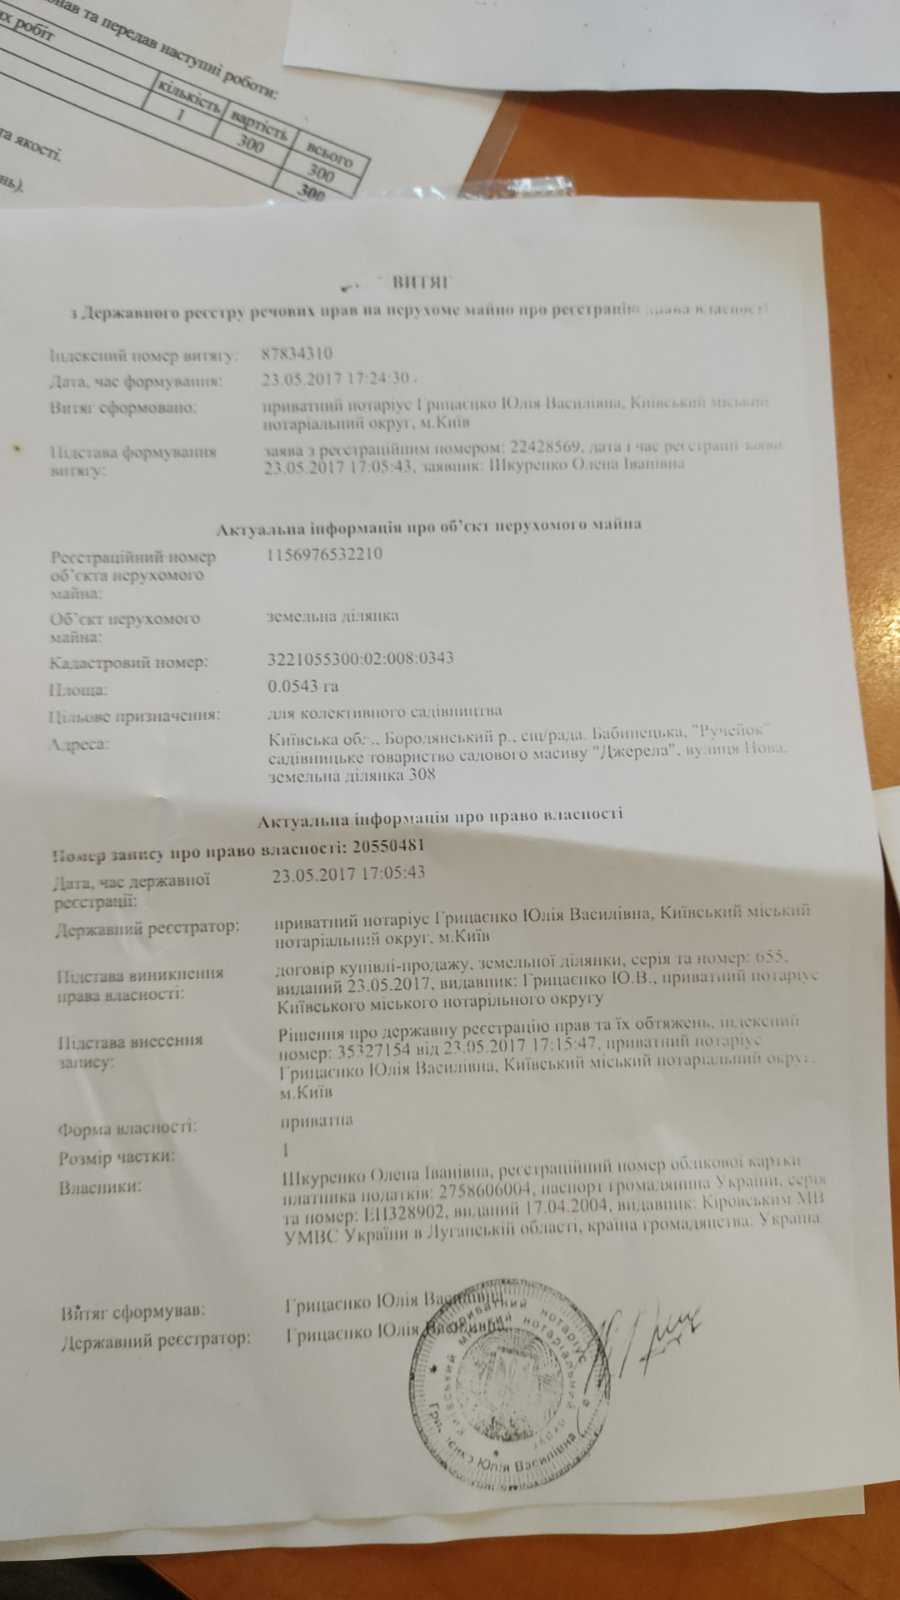 нав та передав наступні роботи:
х робіт
кількість вартість всього
1 300 300
300
та якості.
нь).
ВИТЯГ
з Державного реєстру речових прав на нерухоме майно про реєстрацію права власності
Індексний номер витягу: 87834310
Дата, час формування: 23.05.2017 17:24:30
Витяг сформовано: приватний нотаріус Грицаєнко Юлія Василівна, Київський міський
нотаріальний округ, м.Київ
Підстава формування заява з реєстраційним номером: 22428569, дата і час реєстрації заяви:
витягу: 23.05.2017 17:05:43, заявник: Шкуренко Олена Іванівна
Актуальна інформація про об’єкт нерухомого майна
Реєстраційний номер 1156976532210
об’єкта нерухомого
майна:
Об’єкт нерухомого земельна ділянка
майна:
Кадастровий номер: 3221055300:02:008:0343
Площа: 0.0543 га
Цільове призначення: для колективного садівництва
Адреса: Київська обл., Бородянський р., сщ/рада. Бабинецька, "Ручейок"
садівницьке товариство садового масиву "Джерела", вулиця Нова,
земельна ділянка 308
Актуальна інформація про право власності
Номер запису про право власності: 20550481
Дата, час державної 23.05.2017 17:05:43
реєстрації:
Державний реєстратор: приватний нотаріус Грицаєнко Юлія Василівна, Київський міський
нотаріальний округ, м.Київ
Підстава виникнення договір купівлі-продажу, земельної ділянки, серія та номер: 655,
права власності: виданий 23.05.2017, видавник: Грицаєнко Ю.В., приватний нотаріус
Київського міського нотарільного округу
Підстава внесення Рішення про державну реєстрацію прав та їх обтяжень, індексний
запису: номер: 35327154 від 23.05.2017 17:15:47, приватний нотаріус
Грицаєнко Юлія Василівна, Київський міський нотаріальний округ,
м.Київ
Форма власності: приватна
Розмір частки: 1
Власники: Шкуренко Олена Іванівна, реєстраційний номер облікової картки
платника податків: 2758606004, паспорт громадянина України, серія
та номер: ЕН328902, виданий 17.04.2004, видавник: Кіровським МВ
УМВС України в Луганській області, країна громадянства: Україна
Витяг сформував: Грицаєнко Юлія Василівна
Державний реєстратор: Грицаєнко Юлія Василівна
Приватний нотаріус
Київський міський нотаріальний округ
Грицаєнко Юлія Василівна